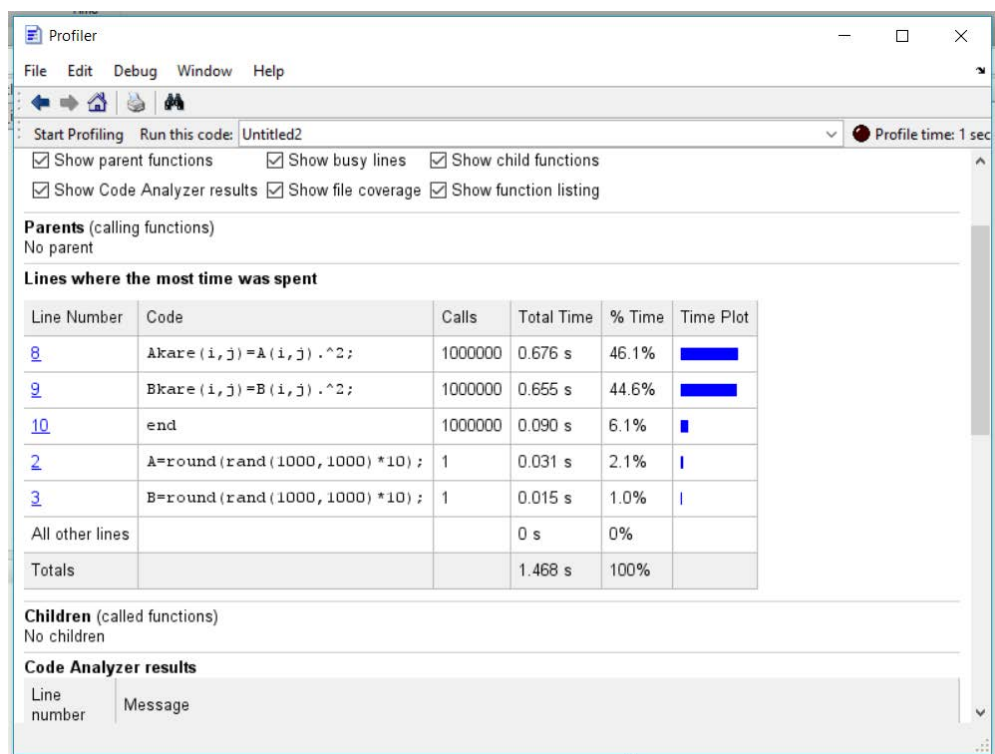 Profiler
File Edit Debug Window Help
Start Profiling Run this code: Untitled2 Profile time: 1 sec
Show parent functions Show busy lines Show child functions
Show Code Analyzer results Show file coverage Show function listing
Parents (calling functions)
No parent
Lines where the most time was spent
Line Number Code Calls Total Time % Time Time Plot
8 Akare(i,j)=A(i,j).^2; 1000000 0.676 s 46.1%
9 Bkare(i,j)=B(i,j).^2; 1000000 0.655 s 44.6%
10 end 1000000 0.090 s 6.1%
2 A=round(rand(1000,1000)*10); 1 0.031 s 2.1%
3 B=round(rand(1000,1000)*10); 1 0.015 s 1.0%
All other lines 0 s 0%
Totals 1.468 s 100%
Children (called functions)
No children
Code Analyzer results
Line number Message